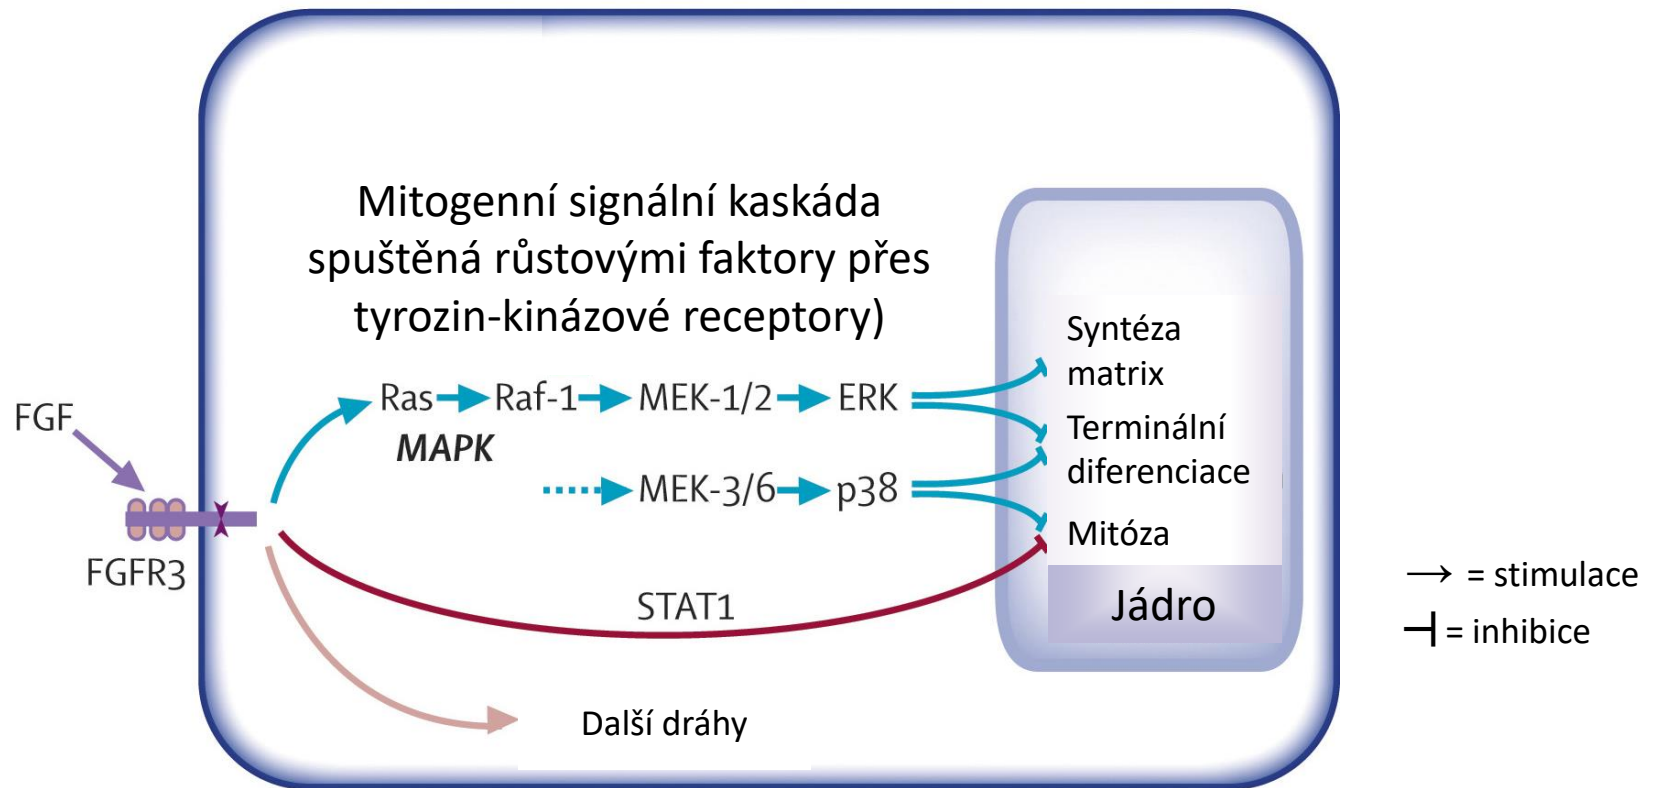 Mitogenní signální kaskáda
spuštěná růstovými faktory přes
tyrozin-kinázové receptory)
FGF
FGFR3
Ras
Raf-1
MEK-1/2
ERK
MAPK
MEK-3/6
p38
STAT1
Další dráhy
Syntéza
matrix
Terminální
diferenciace
Mitóza
Jádro
→ = stimulace
⊣ = inhibice